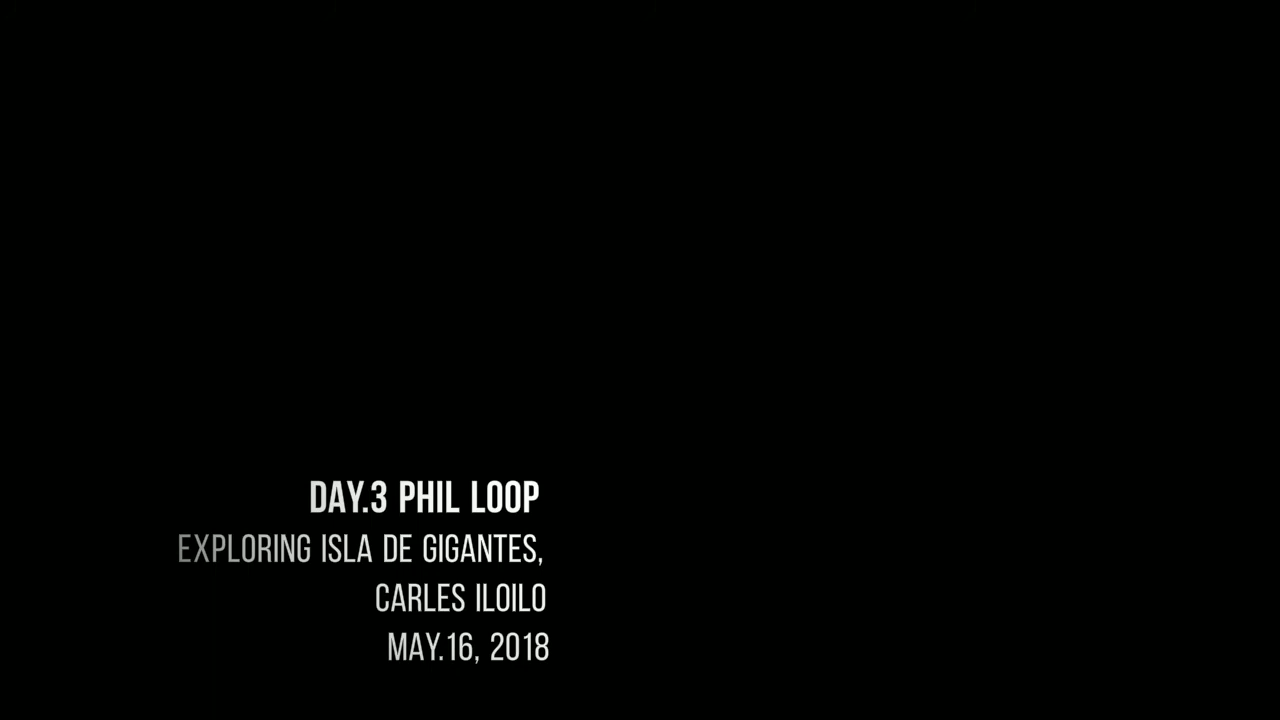 DAY.3 PHIL LOOP
EXPLORING ISLA DE GIGANTES,
CARLES ILOILO
MAY.16, 2018